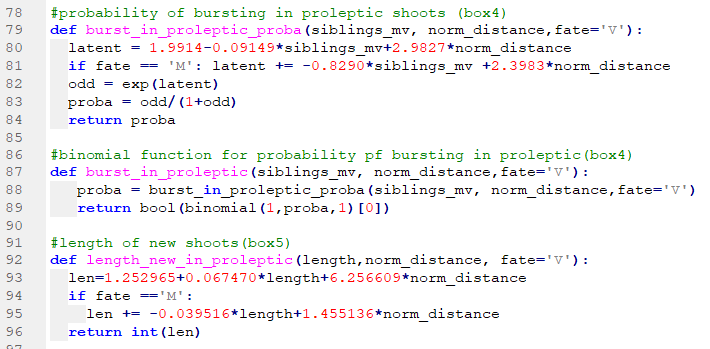 78 #probability of bursting in proleptic shoots (box4)
79 def burst_in_proleptic_proba(siblings_mv, norm_distance,fate='V'):
80 latent = 1.9914-0.09149*siblings_mv+2.9827*norm_distance
81 if fate == 'M': latent += -0.8290*siblings_mv +2.3983*norm_distance
82 odd = exp(latent)
83 proba = odd/(1+odd)
84 return proba
85
86 #binomial function for probability pf bursting in proleptic(box4)
87 def burst_in_proleptic(siblings_mv, norm_distance,fate='V'):
88 proba = burst_in_proleptic_proba(siblings_mv, norm_distance,fate='V')
89 return bool(binomial(1,proba,1)[0])
90
91 #length of new shoots(box5)
92 def length_new_in_proleptic(length,norm_distance, fate='V'):
93 len=1.252965+0.067470*length+6.256609*norm_distance
94 if fate =='M':
95 len += -0.039516*length+1.455136*norm_distance
96 return int(len)